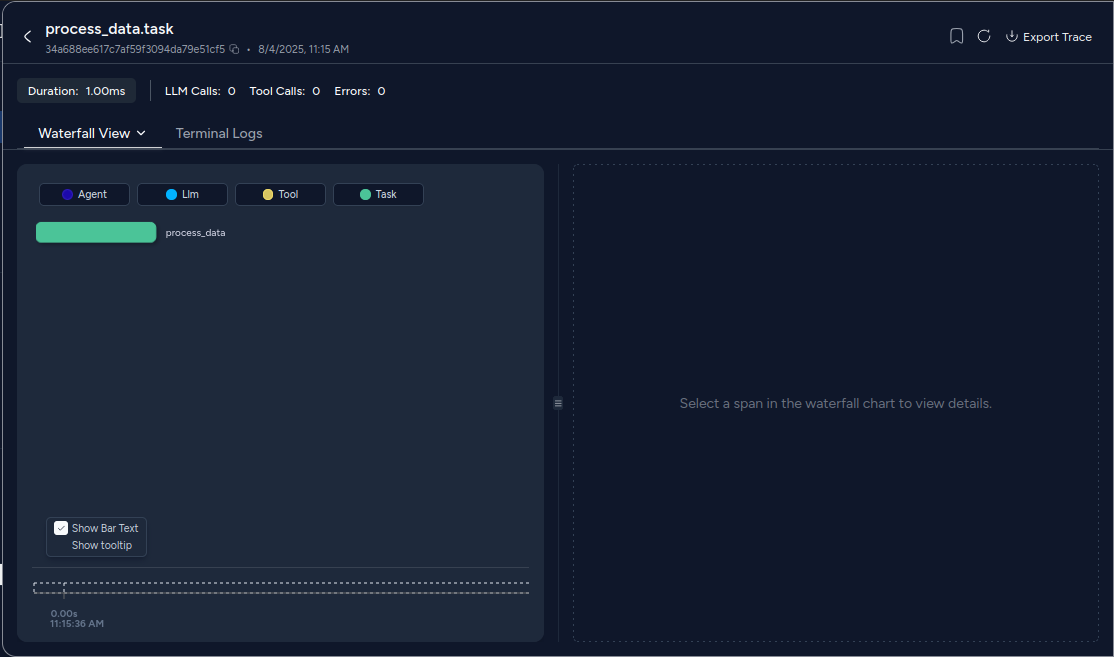 process_data.task
34a688ee617c7af59f3094da79e51cf5 • 8/4/2025, 11:15 AM
Export Trace
Duration: 1.00ms
LLM Calls: 0 Tool Calls: 0 Errors: 0
Waterfall View
Terminal Logs
Agent
Llm
Tool
Task
process_data
Select a span in the waterfall chart to view details.
Show Bar Text
Show tooltip
0.00s
11:15:36 AM